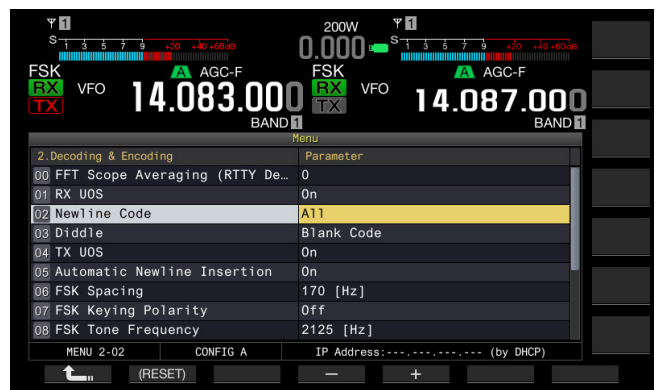 1 200W 1
S 1 3 5 7 9 +20 +40 +60dB 0.000 S 1 3 5 7 9 +20 +40 +60dB
FSK A AGC-F FSK A AGC-F
RX VFO 14.083.000 RX VFO 14.087.000
TX TX
BAND 1 BAND 1
Menu
2.Decoding & Encoding Parameter
00 FFT Scope Averaging (RTTY De… 0
01 RX UOS On
02 Newline Code All
03 Diddle Blank Code
04 TX UOS On
05 Automatic Newline Insertion On
06 FSK Spacing 170 [Hz]
07 FSK Keying Polarity Off
08 FSK Tone Frequency 2125 [Hz]
MENU 2-02 CONFIG A IP Address:---.---.---.--- (by DHCP)
(RESET) − +